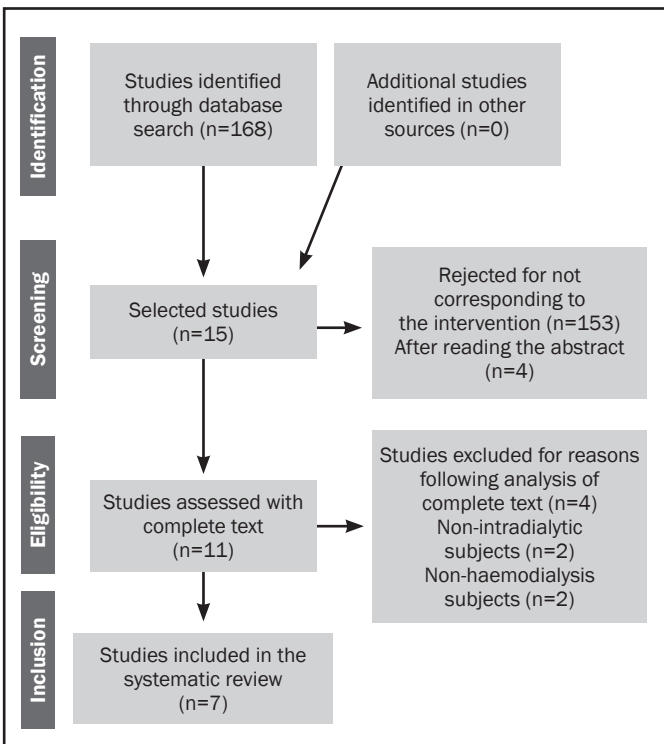 Identification
Studies identified
through database
search (n=168)
Additional studies
identified in other
sources (n=0)
Screening
Selected studies
(n=15)
Rejected for not
corresponding to
the intervention (n=153)
After reading the abstract
(n=4)
Eligibility
Studies assessed with
complete text
(n=11)
Studies excluded for reasons
following analysis of
complete text (n=4)
Non-intradialytic
subjects (n=2)
Non-haemodialysis
subjects (n=2)
Inclusion
Studies included in the
systematic review
(n=7)